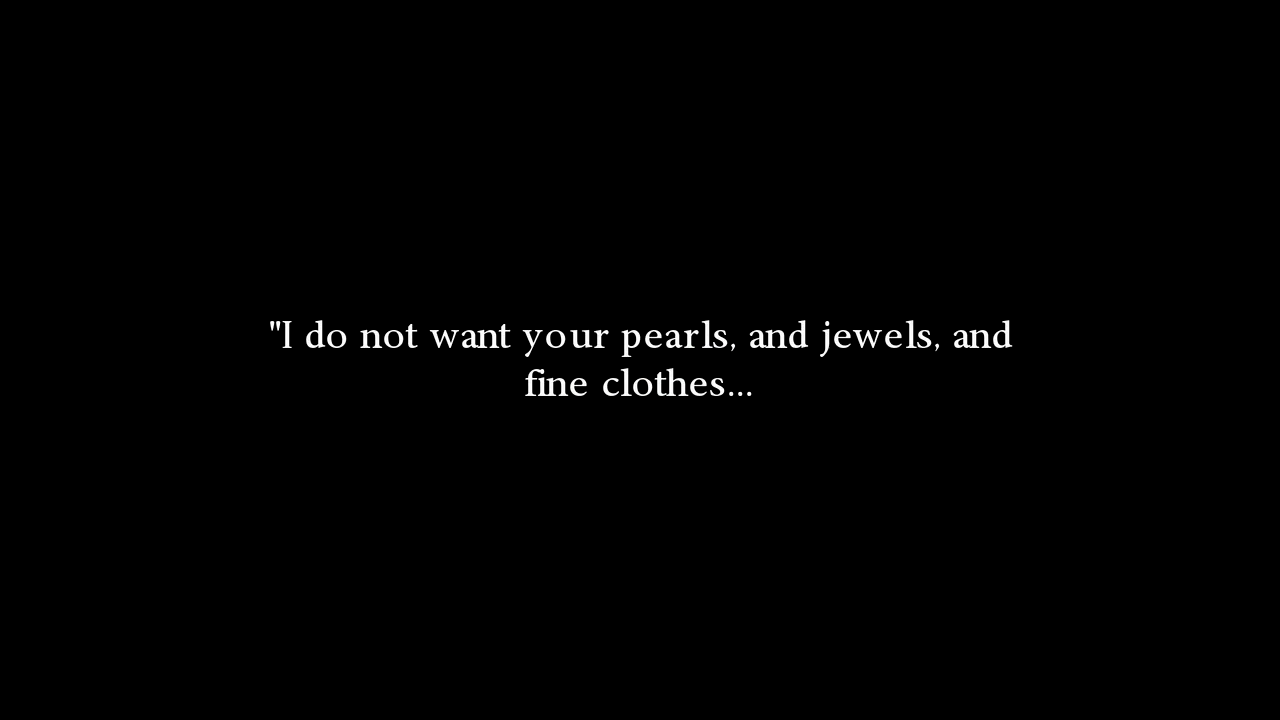 "I do not want your pearls, and jewels, and
fine clothes...